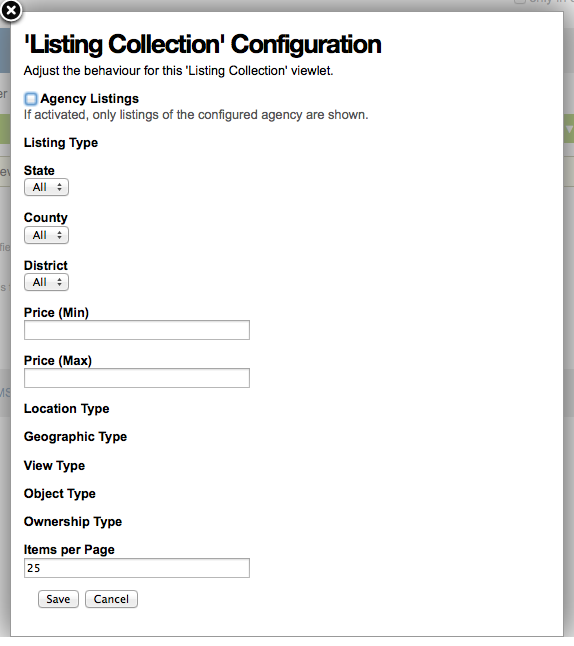 'Listing Collection' Configuration
Adjust the behaviour for this 'Listing Collection' viewlet.
Agency Listings
If activated, only listings of the configured agency are shown.
Listing Type
State
All
County
All
District
All
Price (Min)
Price (Max)
Location Type
Geographic Type
View Type
Object Type
Ownership Type
Items per Page
25
Save
Cancel